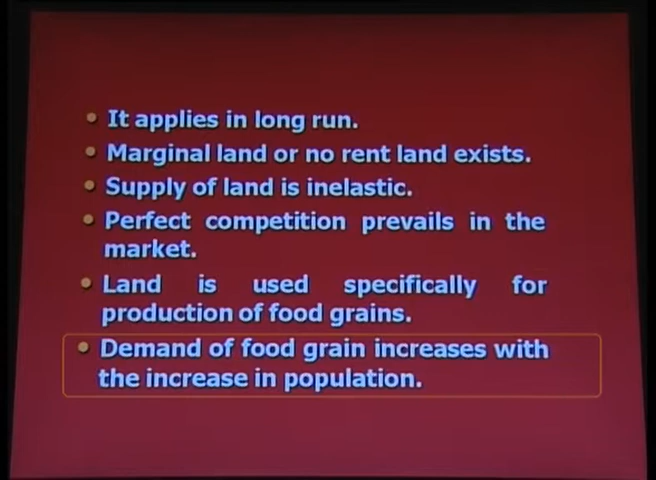 • It applies in long run.
• Marginal land or no rent land exists.
• Supply of land is inelastic.
• Perfect competition prevails in the
market.
• Land is used specifically for
production of food grains.
• Demand of food grain increases with
the increase in population.